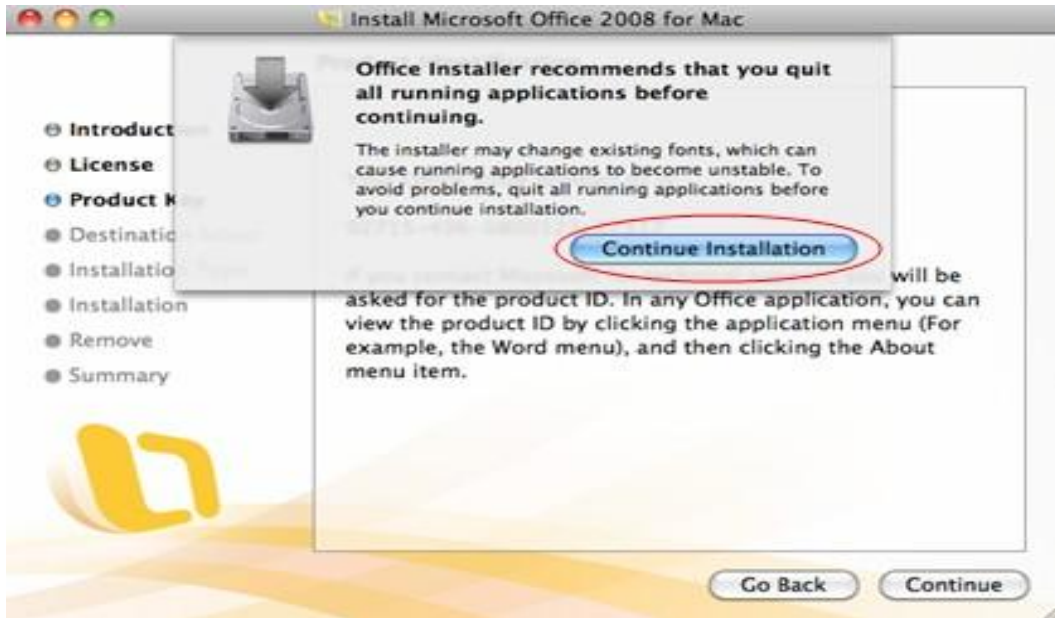 Install Microsoft Office 2008 for Mac
Office Installer recommends that you quit
all running applications before
continuing.
The installer may change existing fonts, which can
cause running applications to become unstable. To
avoid problems, quit all running applications before
you continue installation.
Continue Installation
Introduct
License
Product K
Destinatio
Installatio
Installation
Remove
Summary
will be
asked for the product ID. In any Office application, you can
view the product ID by clicking the application menu (For
example, the Word menu), and then clicking the About
menu item.
Go Back
Continue